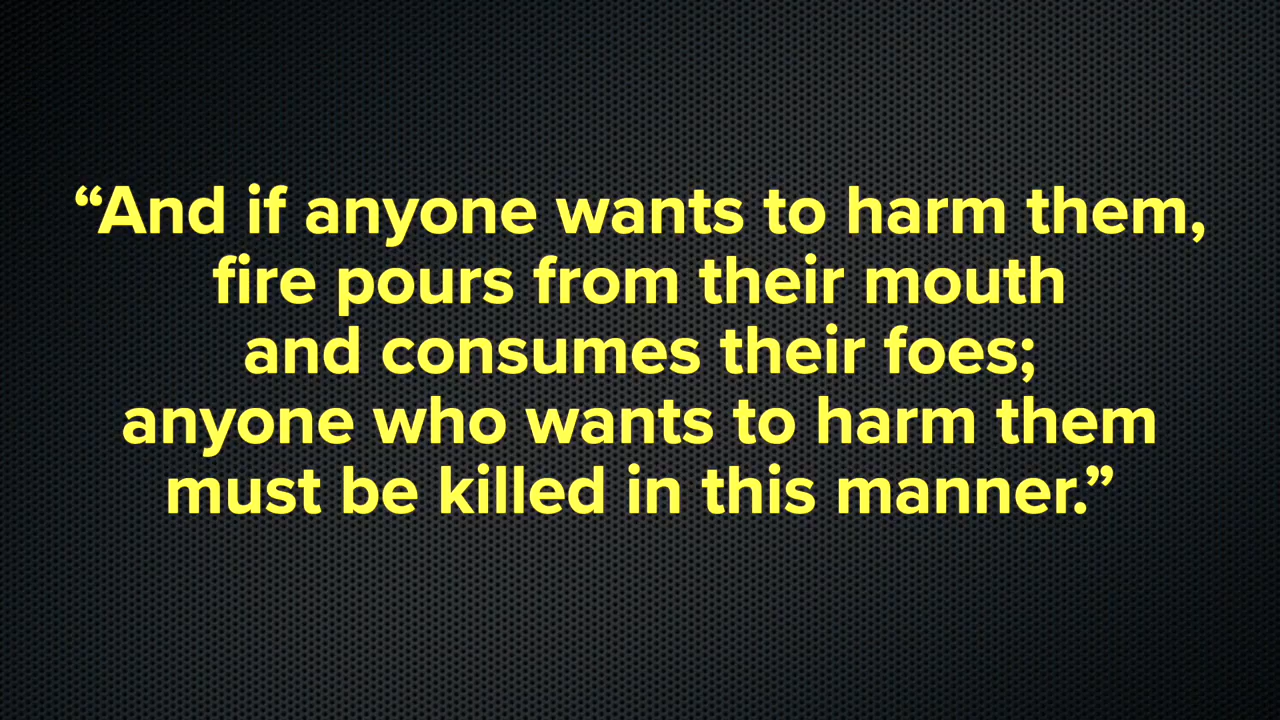 “And if anyone wants to harm them,
fire pours from their mouth
and consumes their foes;
anyone who wants to harm them
must be killed in this manner.”